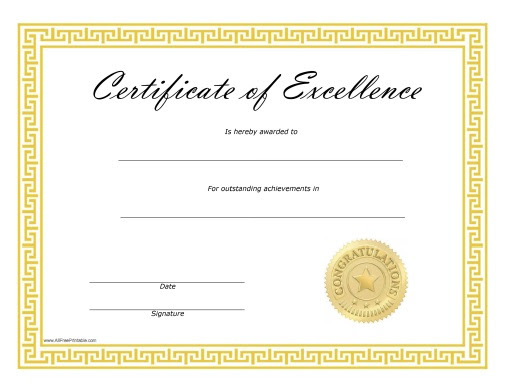 Certificate of Excellence
Is hereby awarded to
For outstanding achievements in
CONGRATULATIONS
Date
Signature
www.AllFreePrintable.com